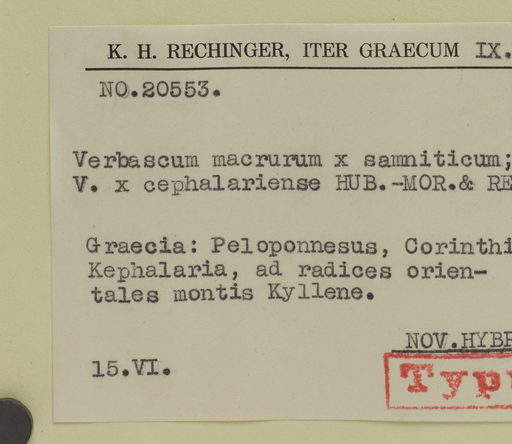 K. H. RECHINGER, ITER GRAECUM IX.
NO.20553.
Verbascum macrurum x samniticum;
V. x cephalariense HUB.-MOR.& RE
Graecia: Peloponnesus, Corinthi
Kephalaria, ad radices orien-
tales montis Kyllene.
NOV.HYBR
15.VI.
Typu